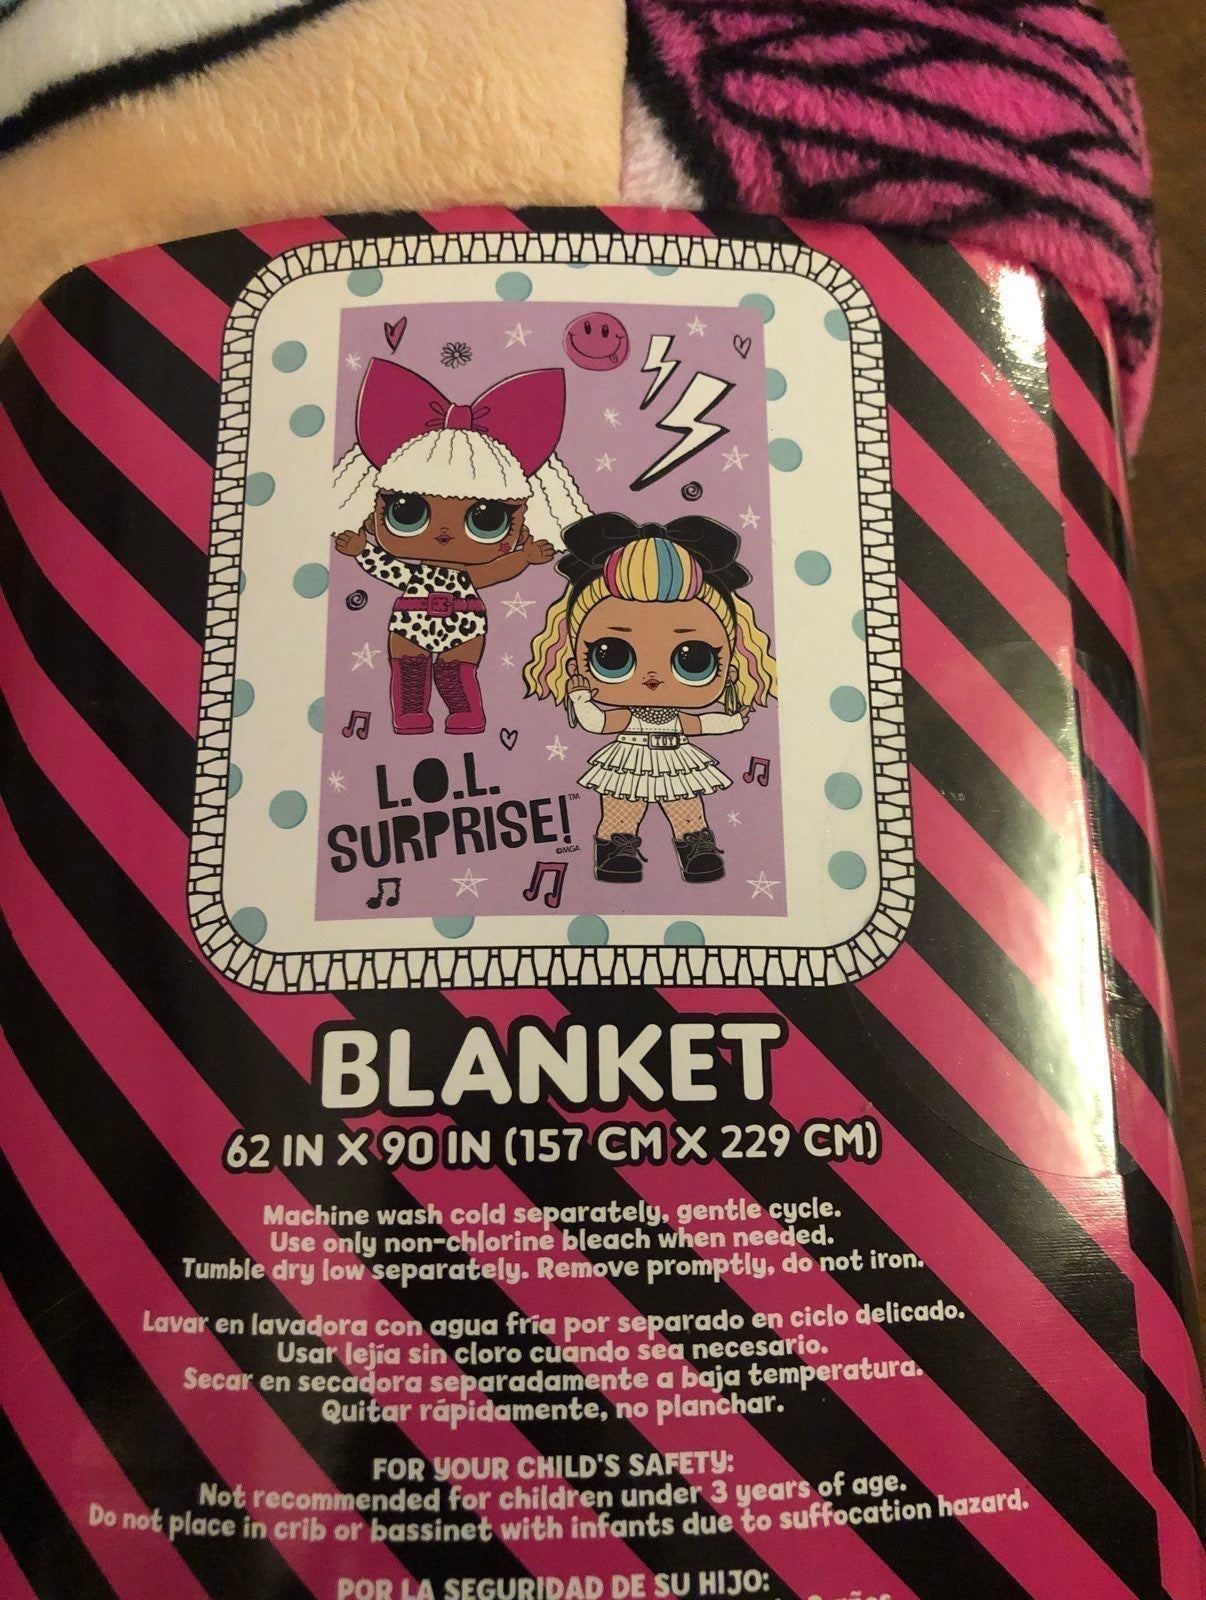 L.O.L.
SURPRISE!™
©MGA
TOY
BLANKET
62 IN X 90 IN (157 CM X 229 CM)
Machine wash cold separately, gentle cycle.
Use only non-chlorine bleach when needed.
Tumble dry low separately. Remove promptly, do not iron.
Lavar en lavadora con agua fría por separado en ciclo delicado.
Usar lejía sin cloro cuando sea necesario.
Secar en secadora separadamente a baja temperatura.
Quitar rápidamente, no planchar.
FOR YOUR CHILD'S SAFETY:
Not recommended for children under 3 years of age.
Do not place in crib or bassinet with infants due to suffocation hazard.
POR LA SEGURIDAD DE SU HIJO: